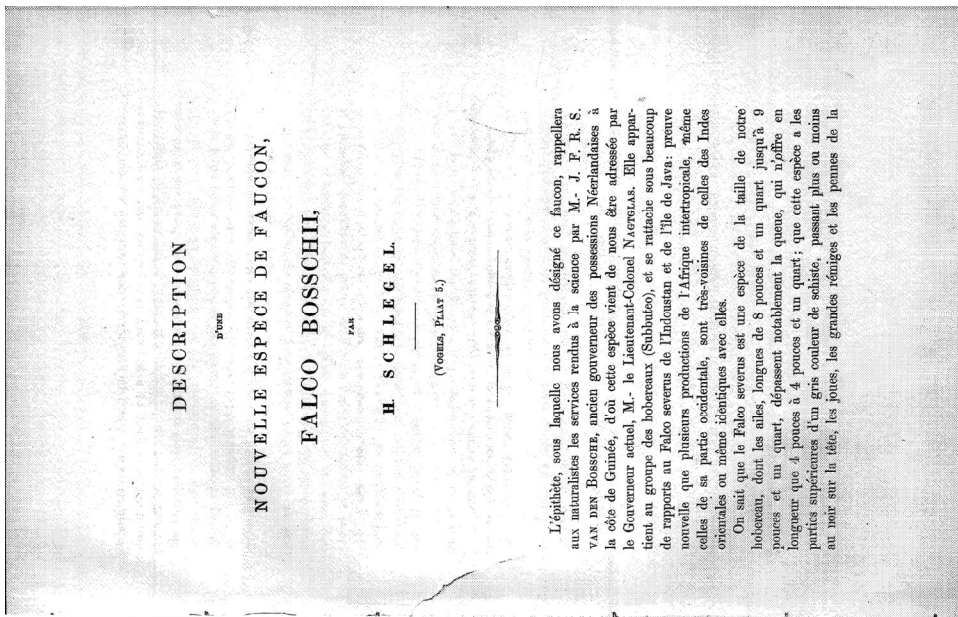 DESCRIPTION
D'UNE
NOUVELLE ESPÈCE DE FAUCON,
FALCO BOSSCHII,
PAR
H. SCHLEGEL.
(VOGELS, PLAAT 5.)
L'épithète, sous laquelle nous avons désigné ce faucon, rappellera
aux naturalistes les services rendus à la science par M.- J. F. R. S.
VAN DEN BOSSCHE, ancien gouverneur des possessions Néerlandaises à
la côte de Guinée, d'où cette espèce vient de nous être adressée par
le Gouverneur actuel, M.- le Lieutenant-Colonel NAGTGLAS. Elle appar-
tient au groupe des hobereaux (Subbuteo), et se rattache sous beaucoup
de rapports au Falco severus de l'Indoustan et de l'île de Java: preuve
nouvelle que plusieurs productions de l'Afrique intertropicale, même
celles de sa partie occidentale, sont très-voisines de celles des Indes
orientales ou même identiques avec elles.
On sait que le Falco severus est une espèce de la taille de notre
hobereau, dont les ailes, longues de 8 pouces et un quart jusqu'à 9
pouces et un quart, dépassent notablement la queue, qui n'offre en
longueur que 4 pouces à 4 pouces et un quart; que cette espèce a les
parties supérieures d'un gris couleur de schiste, passant plus ou moins
au noir sur la tête, les joues, les grandes rémiges et les pennes de la